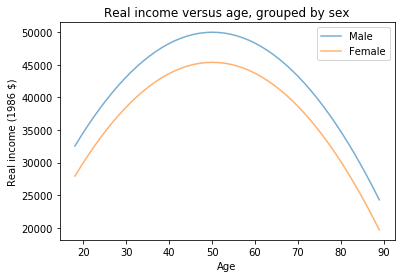 Real income versus age, grouped by sex
Male
Female
Real income (1986 $)
50000
45000
40000
35000
30000
25000
20000
20 30 40 50 60 70 80 90
Age